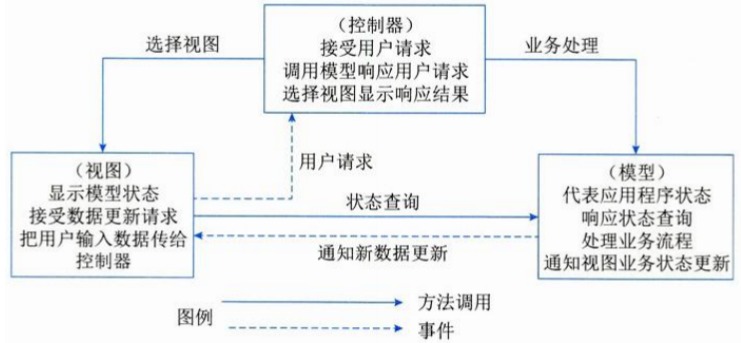 （控制器）
接受用户请求
调用模型响应用户请求
选择视图显示响应结果
选择视图
业务处理
用户请求
（视图）
显示模型状态
接受数据更新请求
把用户输入数据传给
控制器
状态查询
通知新数据更新
（模型）
代表应用程序状态
响应状态查询
处理业务流程
通知视图业务状态更新
图例
方法调用
事件